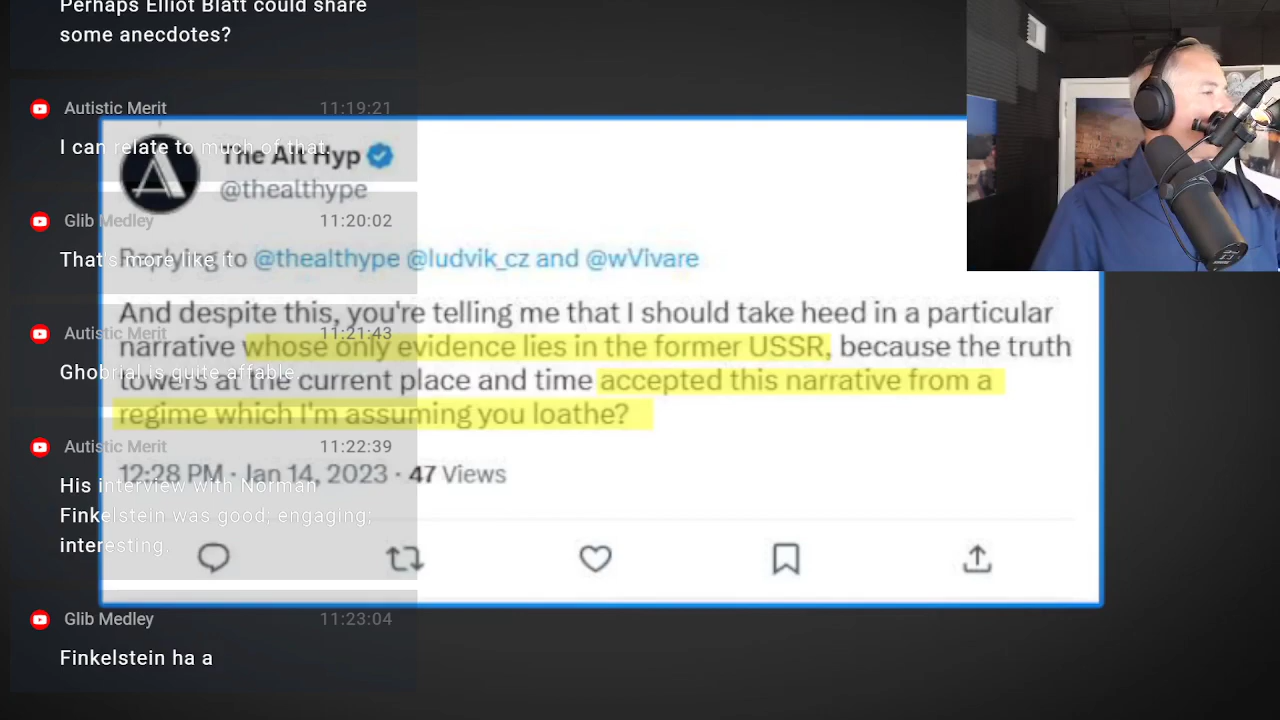 Perhaps Elliot Blatt could share
some anecdotes?
Autistic Merit 11:19:21
I can relate to much of that.
Glib Medley 11:20:02
That's more like it
Autistic Merit 11:21:43
Ghobrial is quite affable
Autistic Merit 11:22:39
His interview with Norman
Finkelstein was good; engaging;
interesting.
Glib Medley 11:23:04
Finkelstein ha a
The Alt Hyp
@thealthype
Replying to @thealthype @ludvik_cz and @wVivare
And despite this, you're telling me that I should take heed in a particular
narrative whose only evidence lies in the former USSR, because the truth
towers at the current place and time accepted this narrative from a
regime which I'm assuming you loathe?
12:28 PM · Jan 14, 2023 · 47 Views